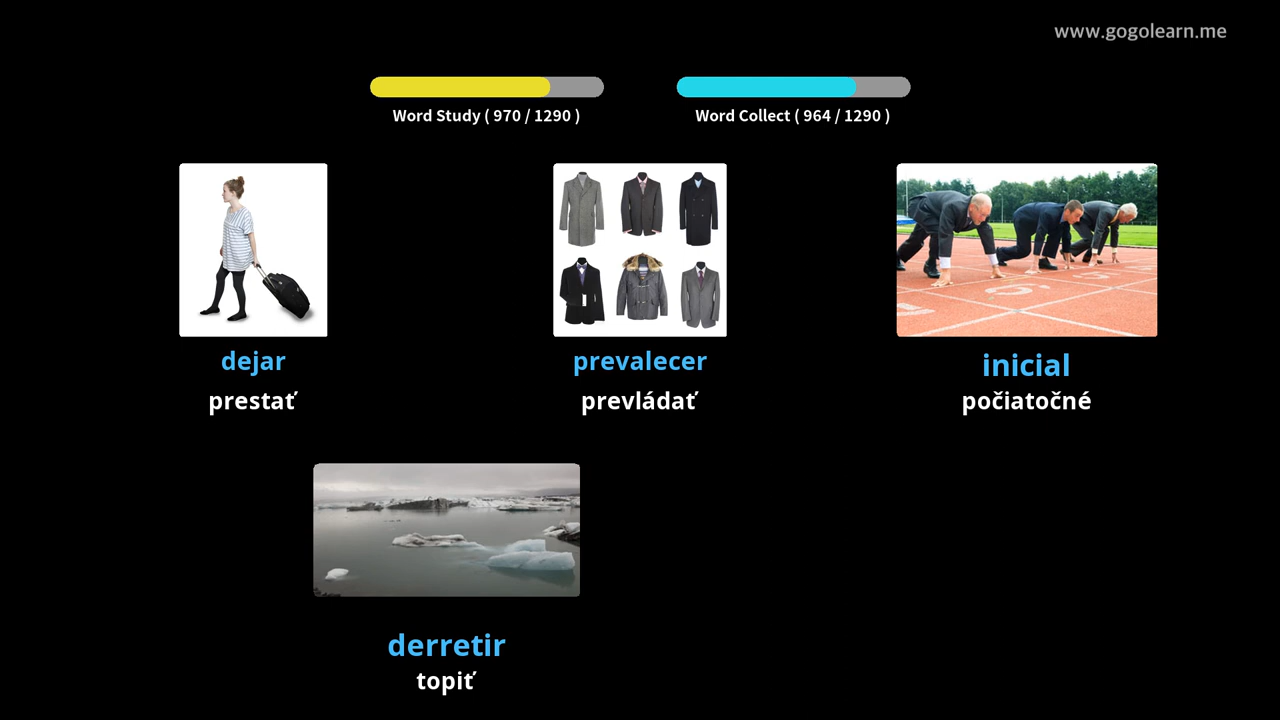 www.gogolearn.me
Word Study ( 970 / 1290 )
Word Collect ( 964 / 1290 )
dejar
prestať
prevalecer
prevládať
inicial
počiatočné
derretir
topiť